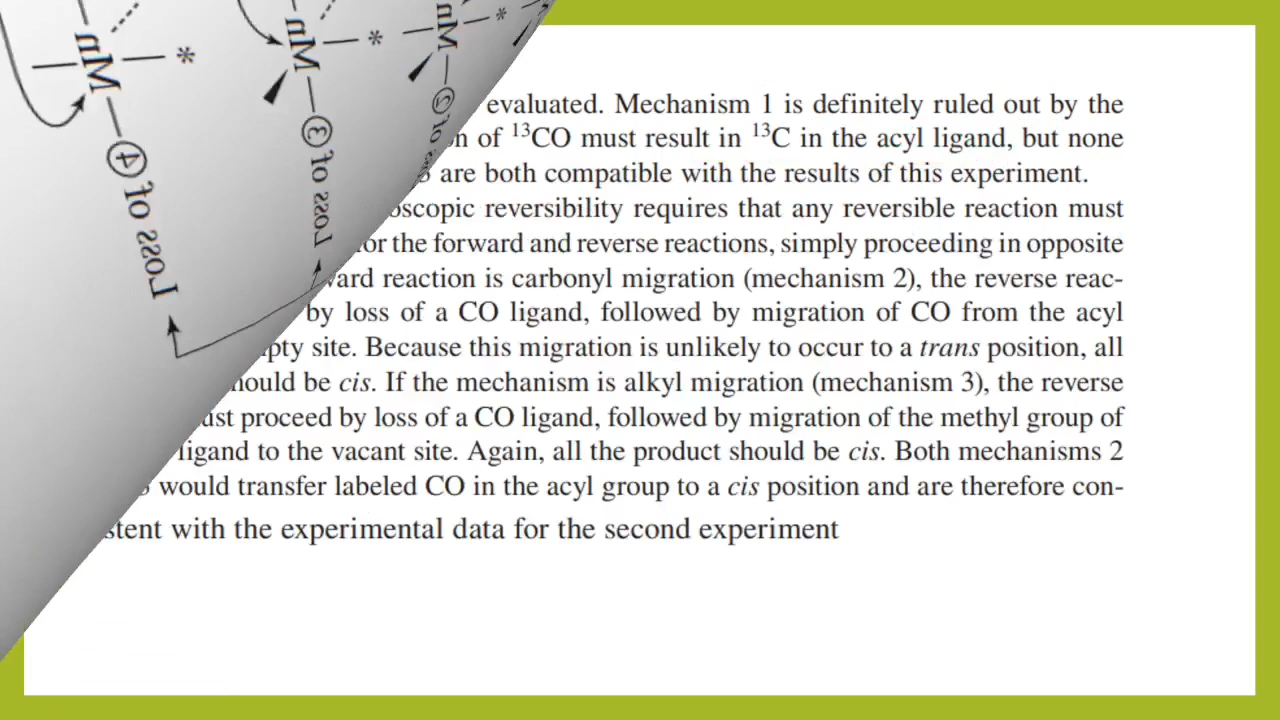 evaluated. Mechanism 1 is definitely ruled out by the
of ¹³CO must result in ¹³C in the acyl ligand, but none
are both compatible with the results of this experiment.
reversibility requires that any reversible reaction must
the forward and reverse reactions, simply proceeding in opposite
reaction is carbonyl migration (mechanism 2), the reverse reac-
by loss of a CO ligand, followed by migration of CO from the acyl
site. Because this migration is unlikely to occur to a trans position, all
be cis. If the mechanism is alkyl migration (mechanism 3), the reverse
proceed by loss of a CO ligand, followed by migration of the methyl group of
ligand to the vacant site. Again, all the product should be cis. Both mechanisms 2
would transfer labeled CO in the acyl group to a cis position and are therefore con-
with the experimental data for the second experiment
Mn *
Loss of ④
Mn *
Loss of ③
Mn *
②